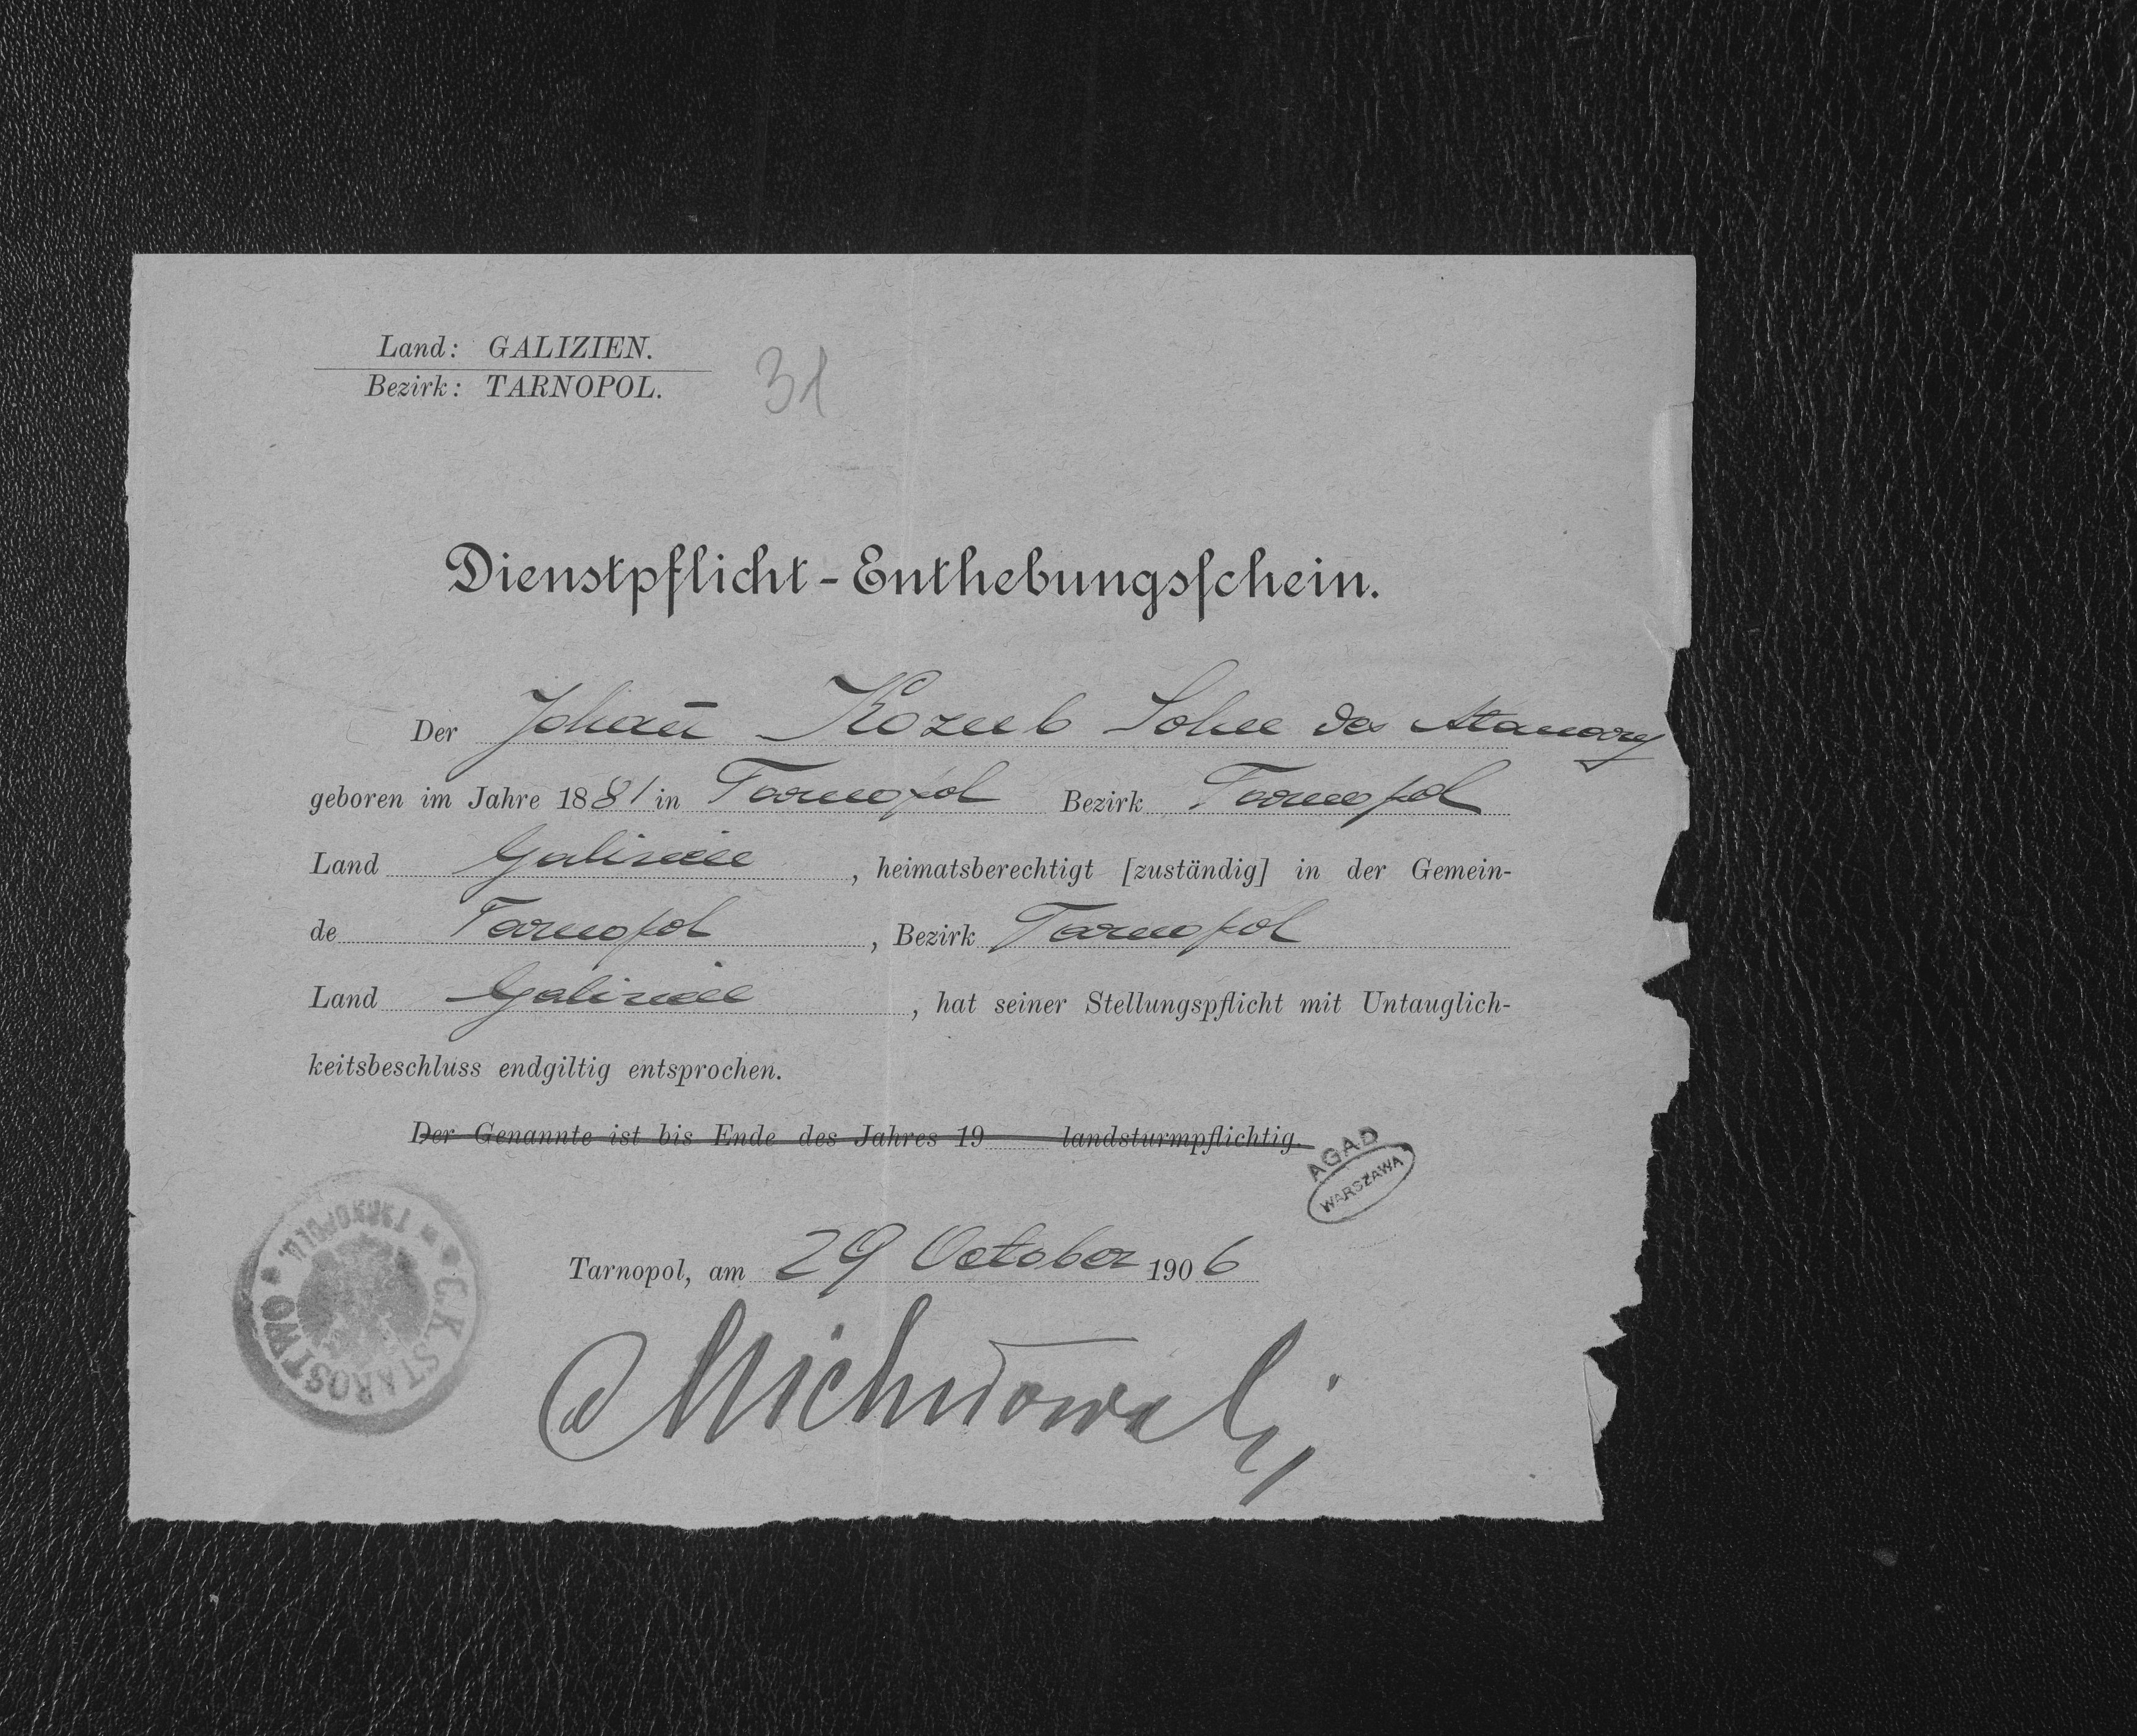 Land: GALIZIEN.
Bezirk: TARNOPOL.
31
Dienstpflicht-Enthebungsschein.
Der Johann Kozub Sohn des
geboren im Jahre 1881 in Tarnopol Bezirk Tarnopol
Land Galizien, heimatsberechtigt [zuständig] in der Gemein-
de Tarnopol, Bezirk Tarnopol
Land Galizien, hat seiner Stellungspflicht mit Untauglich-
keitsbeschluss endgiltig entsprochen.
Der Genannte ist bis Ende des Jahres 19 landsturmpflichtig.
AGAD
WARSZAWA
C. K. STAROSTWO W TARNOPOLU.
Tarnopol, am 29 October 1906